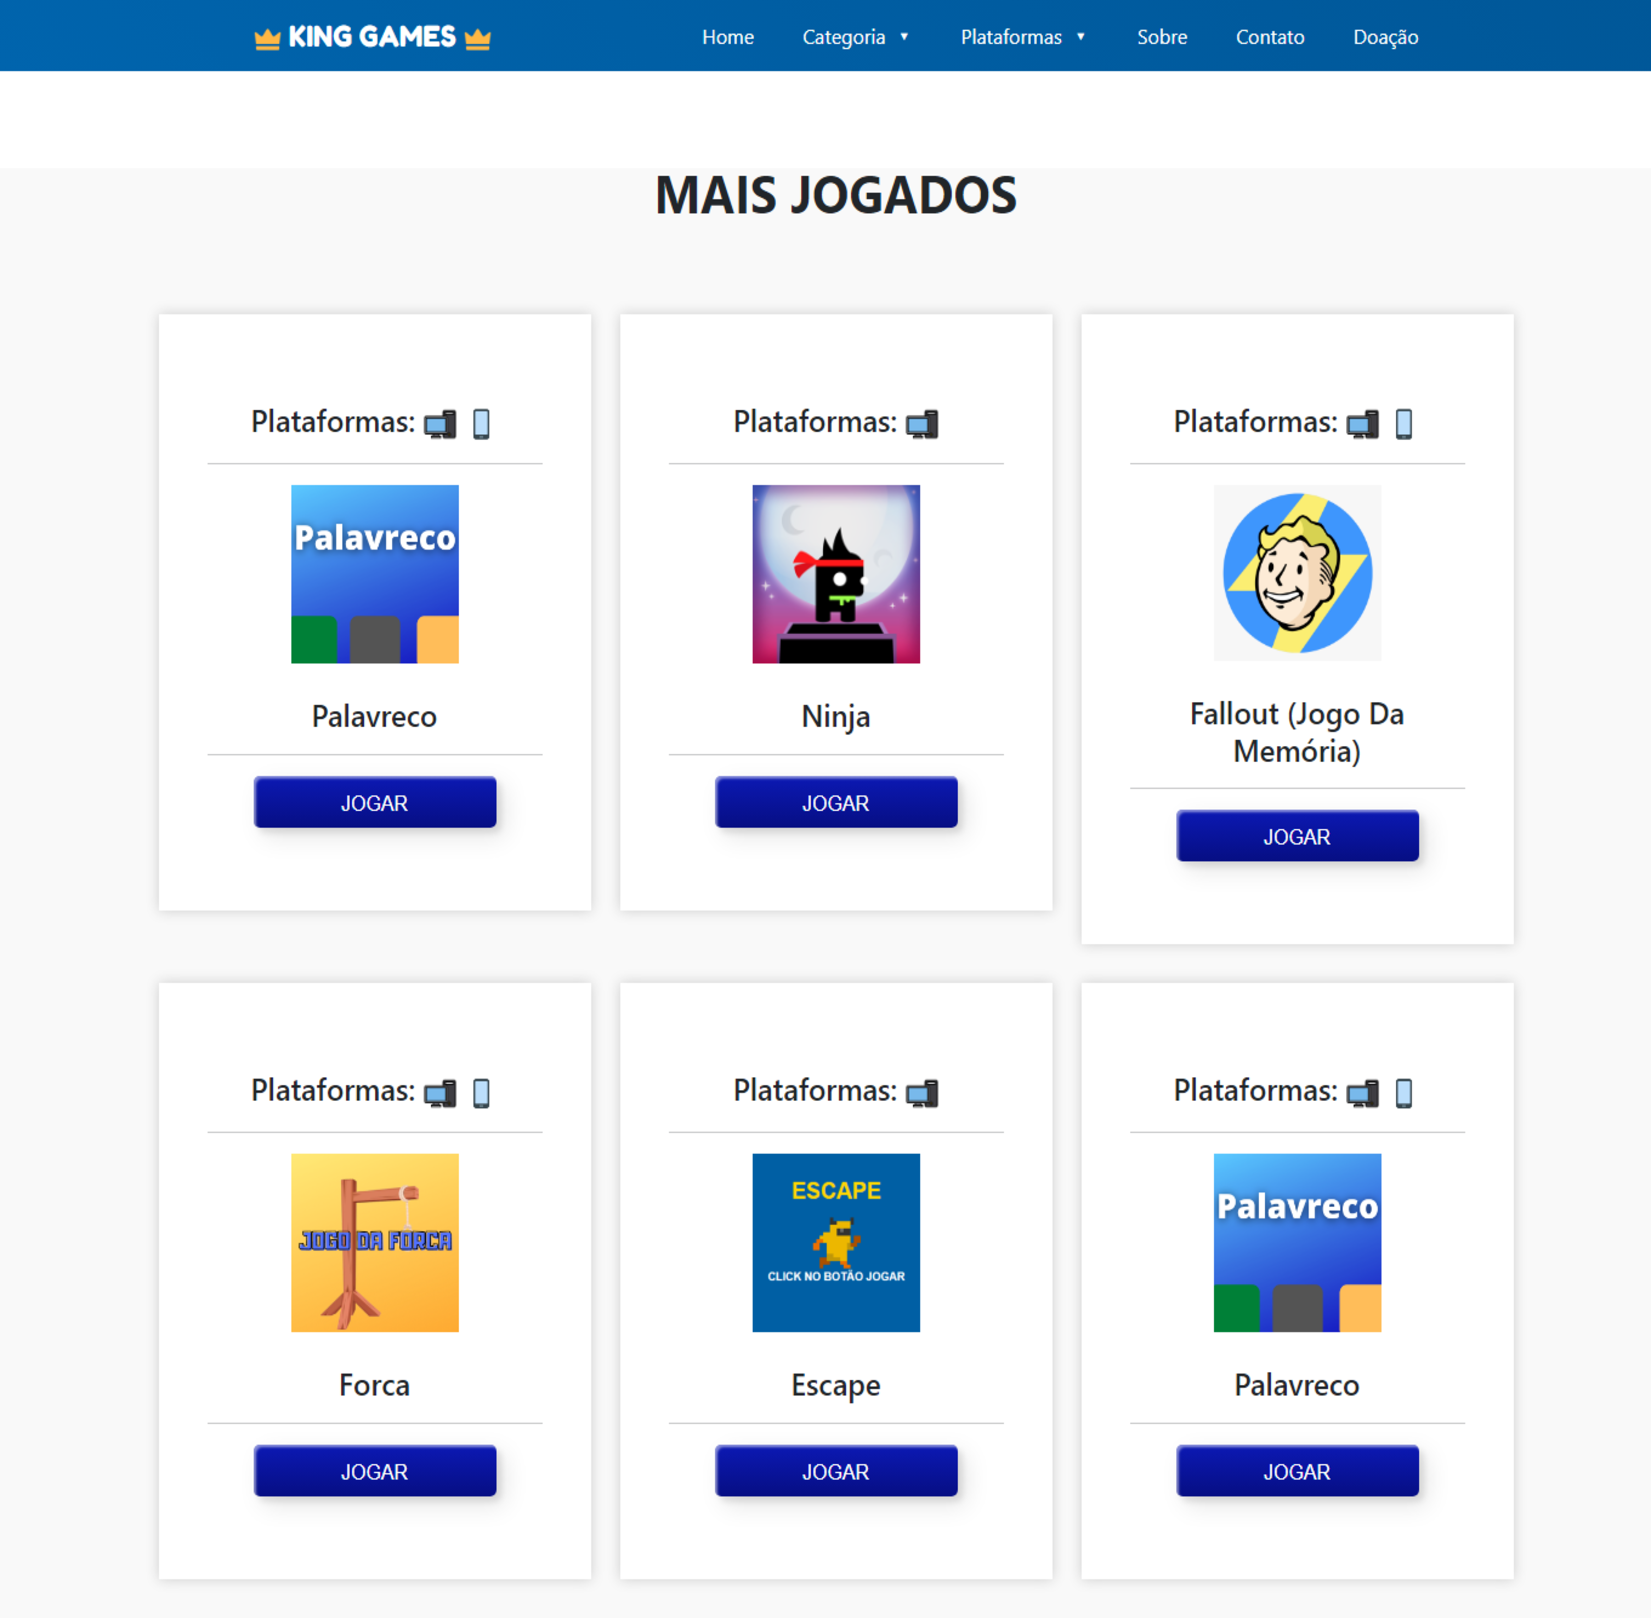 KING GAMES
Home Categoria Plataformas Sobre Contato Doação
MAIS JOGADOS
Plataformas:
Palavreco
Palavreco
JOGAR
Plataformas:
Ninja
JOGAR
Plataformas:
Fallout (Jogo Da
Memória)
JOGAR
Plataformas:
JOGO DA FORCA
Forca
JOGAR
Plataformas:
ESCAPE
CLICK NO BOTÃO JOGAR
Escape
JOGAR
Plataformas:
Palavreco
Palavreco
JOGAR